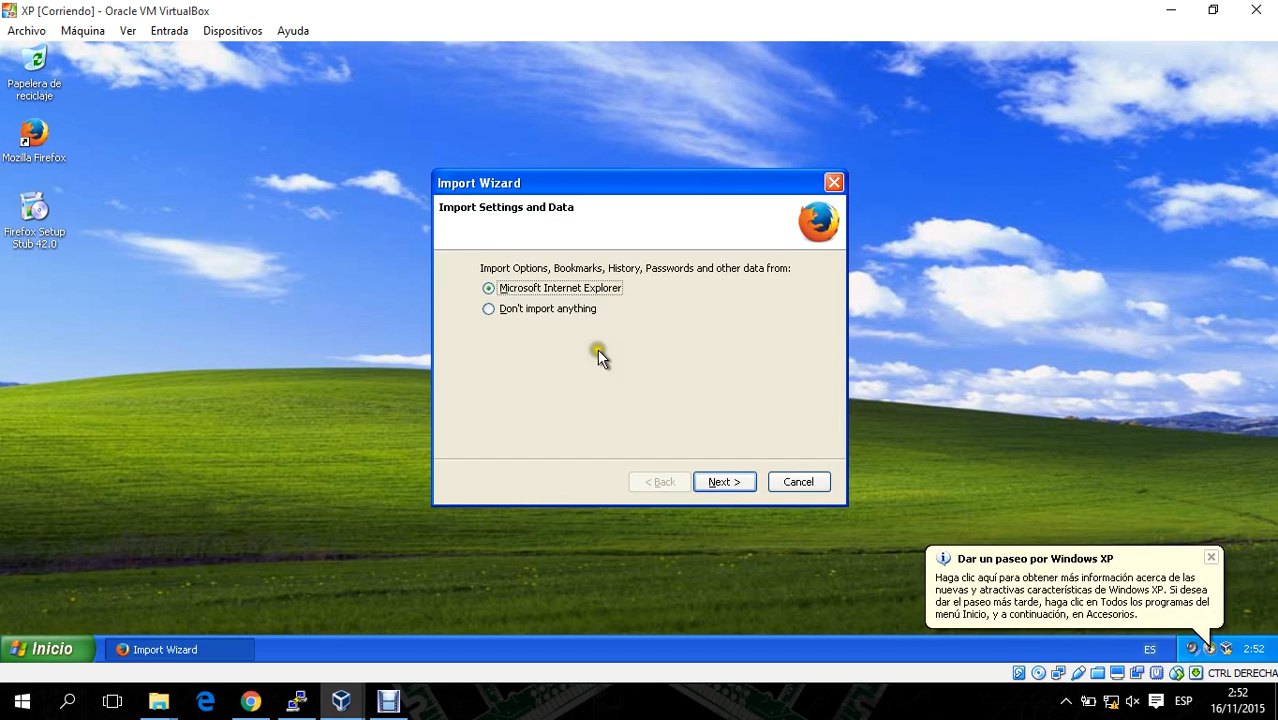 XP [Corriendo] - Oracle VM VirtualBox
Archivo Máquina Ver Entrada Dispositivos Ayuda
Papelera de
reciclaje
Mozilla Firefox
Firefox Setup
Stub 42.0
Import Wizard
Import Settings and Data
Import Options, Bookmarks, History, Passwords and other data from:
Microsoft Internet Explorer
Don't import anything
< Back Next > Cancel
Dar un paseo por Windows XP
Haga clic aquí para obtener más información acerca de las
nuevas y atractivas características de Windows XP. Si desea
dar el paseo más tarde, haga clic en Todos los programas del
menú Inicio, y a continuación, en Accesorios.
Inicio Import Wizard ES 2:52
CTRL DERECHA
ESP
2:52
16/11/2015